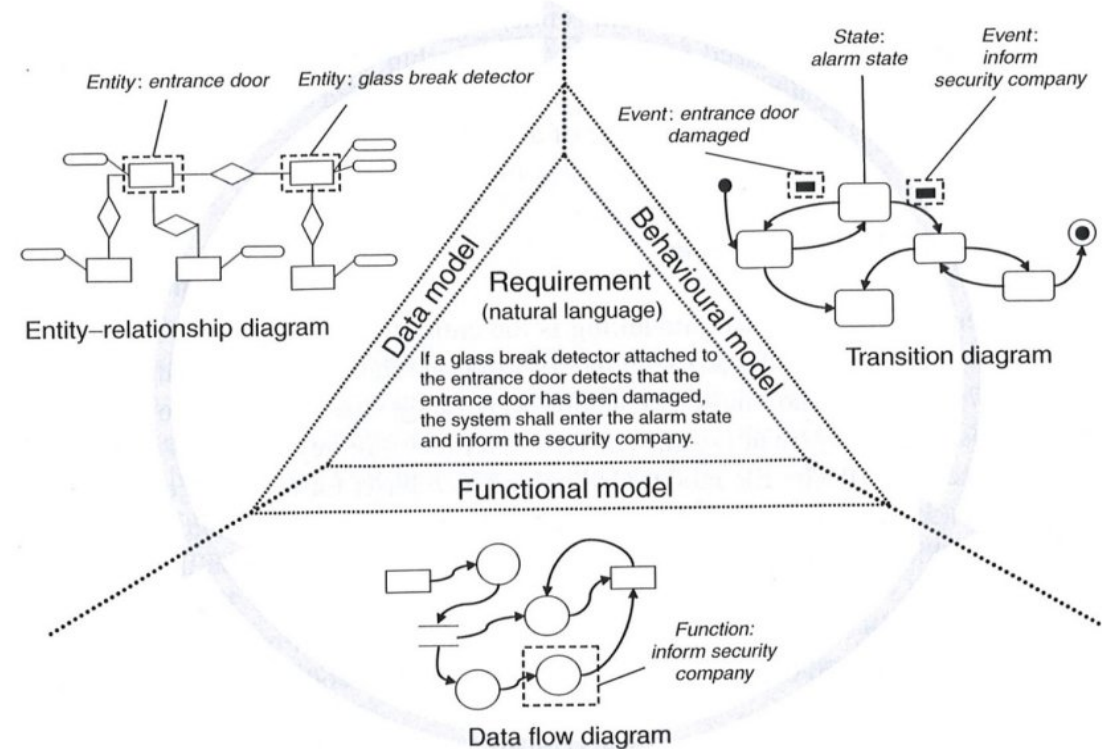 State:
alarm state
Event:
inform
security company
Entity: entrance door
Entity: glass break detector
Event: entrance door
damaged
Data model
Behavioural model
Requirement
(natural language)
If a glass break detector attached to
the entrance door detects that the
entrance door has been damaged,
the system shall enter the alarm state
and inform the security company.
Entity–relationship diagram
Transition diagram
Functional model
Function:
inform security
company
Data flow diagram